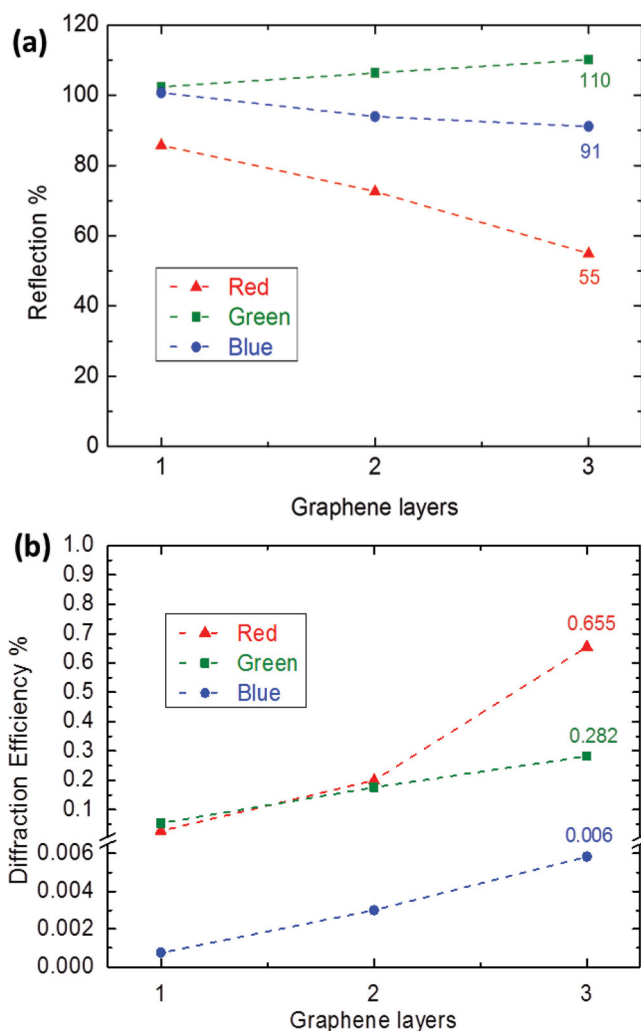 (a)
120
100
80
60
40
20
0
Reflection %
110
91
55
Red
Green
Blue
1 2 3
Graphene layers
(b)
1.0
0.9
0.8
0.7
0.6
0.5
0.4
0.3
0.2
0.1
0.006
0.004
0.002
0.000
Diffraction Efficiency %
Red
Green
Blue
0.655
0.282
0.006
1 2 3
Graphene layers